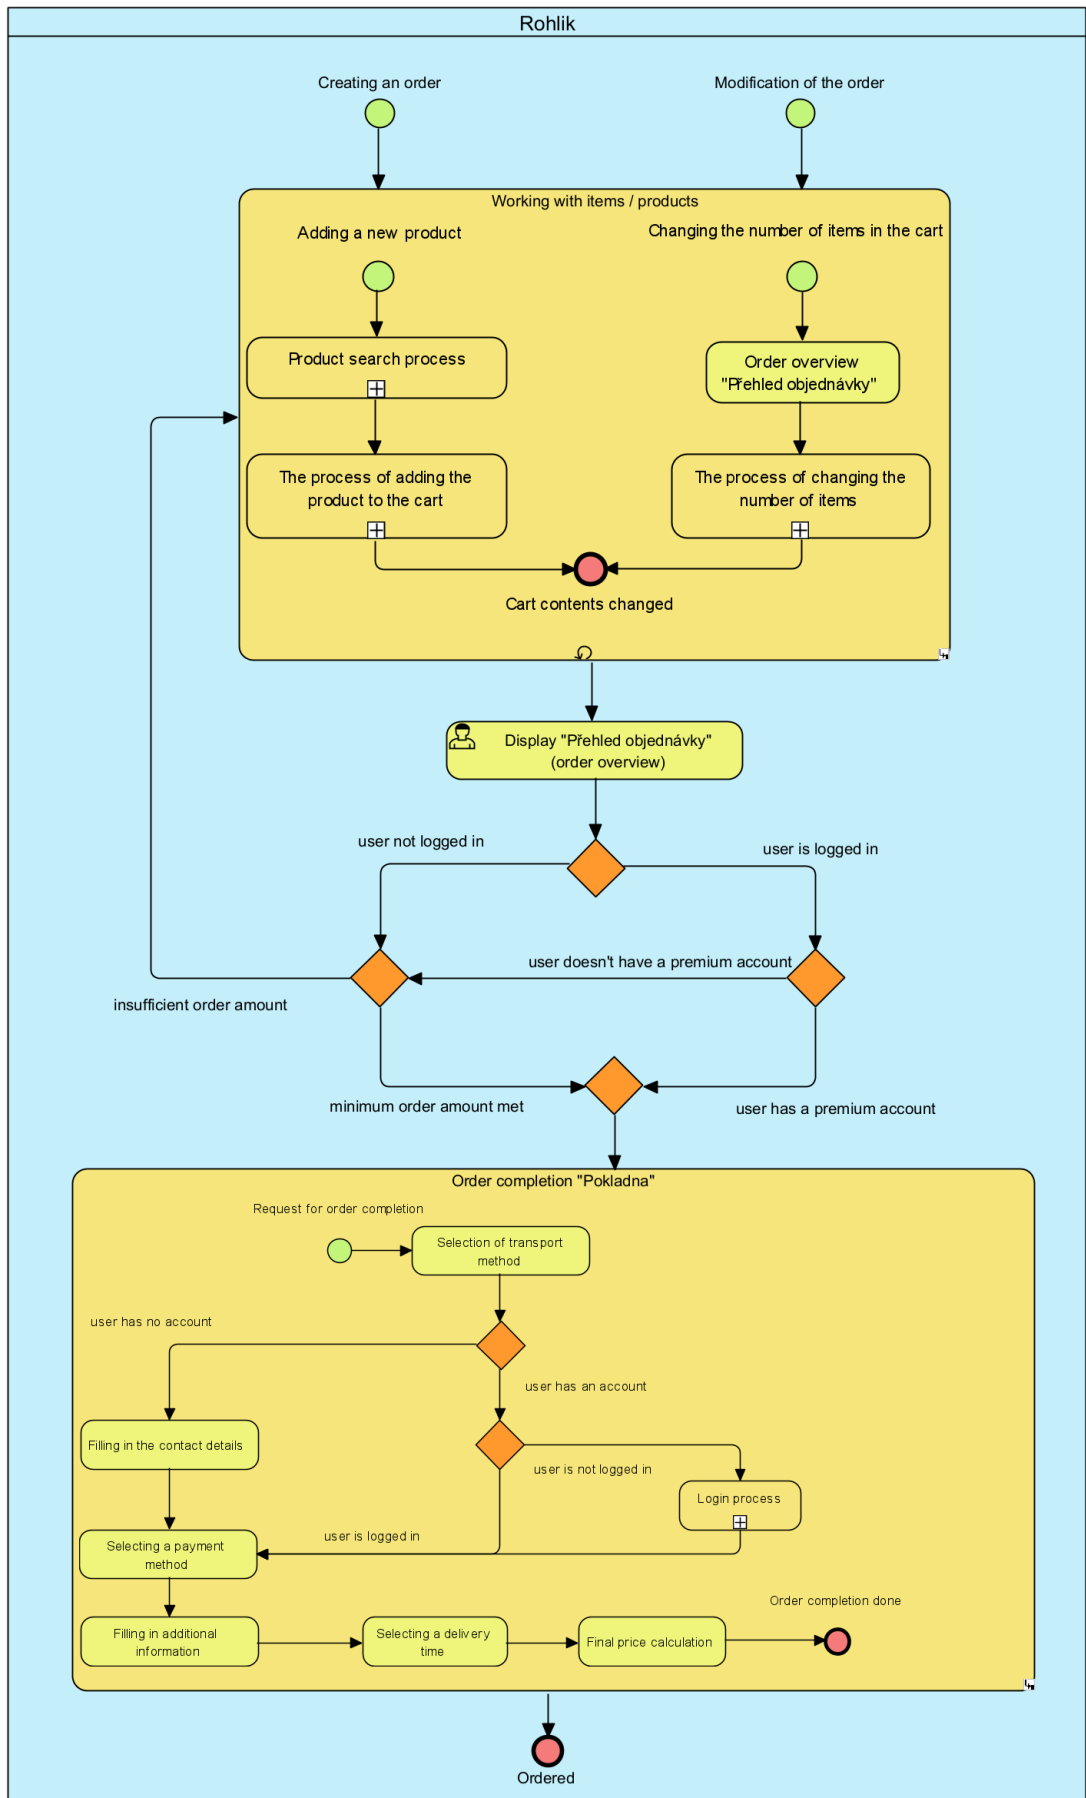 Rohlik
Creating an order
Modification of the order
Working with items / products
Adding a new product
Changing the number of items in the cart
Product search process
Order overview
"Přehled objednávky"
The process of adding the
product to the cart
The process of changing the
number of items
Cart contents changed
Display "Přehled objednávky"
(order overview)
user not logged in
user is logged in
user doesn't have a premium account
insufficient order amount
minimum order amount met
user has a premium account
Order completion "Pokladna"
Request for order completion
Selection of transport
method
user has no account
user has an account
Filling in the contact details
user is not logged in
Login process
user is logged in
Selecting a payment
method
Order completion done
Filling in additional
information
Selecting a delivery
time
Final price calculation
Ordered